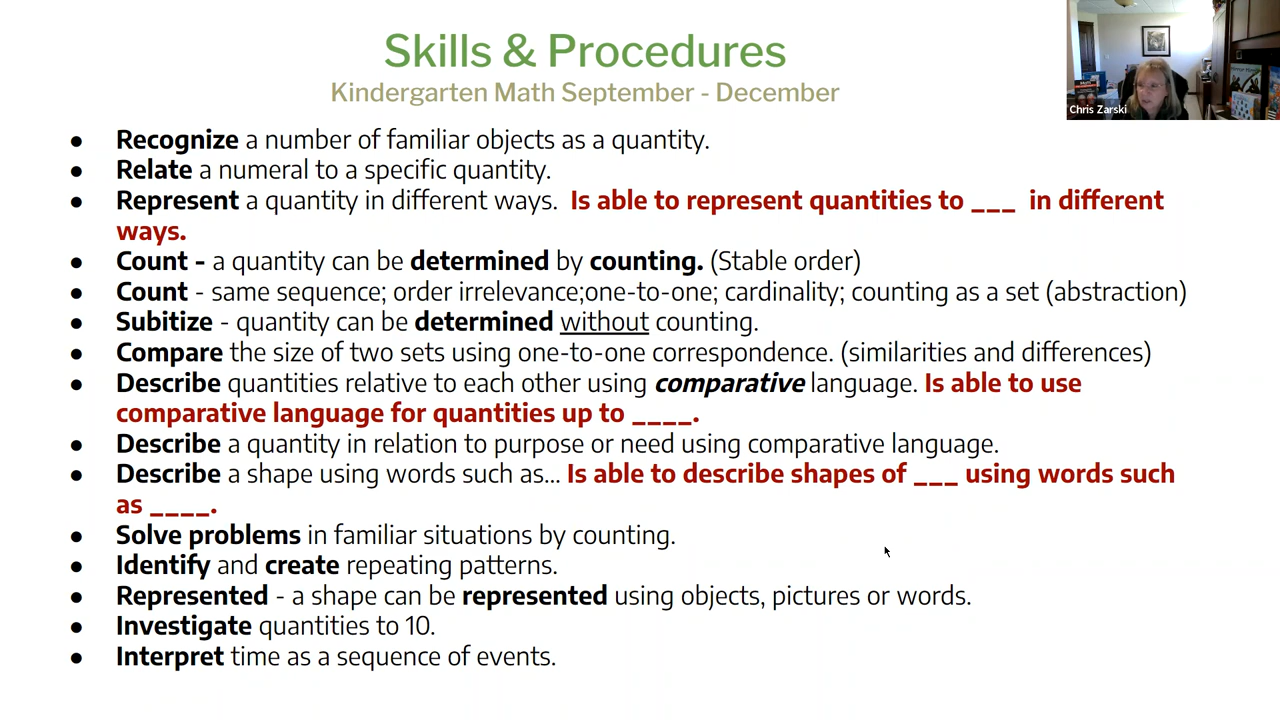 Skills & Procedures
Kindergarten Math September - December
Chris Zarski
● Recognize a number of familiar objects as a quantity.
● Relate a numeral to a specific quantity.
● Represent a quantity in different ways. Is able to represent quantities to ___ in different
ways.
● Count - a quantity can be determined by counting. (Stable order)
● Count - same sequence; order irrelevance;one-to-one; cardinality; counting as a set (abstraction)
● Subitize - quantity can be determined without counting.
● Compare the size of two sets using one-to-one correspondence. (similarities and differences)
● Describe quantities relative to each other using comparative language. Is able to use
comparative language for quantities up to ____.
● Describe a quantity in relation to purpose or need using comparative language.
● Describe a shape using words such as... Is able to describe shapes of ___ using words such
as ____.
● Solve problems in familiar situations by counting.
● Identify and create repeating patterns.
● Represented - a shape can be represented using objects, pictures or words.
● Investigate quantities to 10.
● Interpret time as a sequence of events.